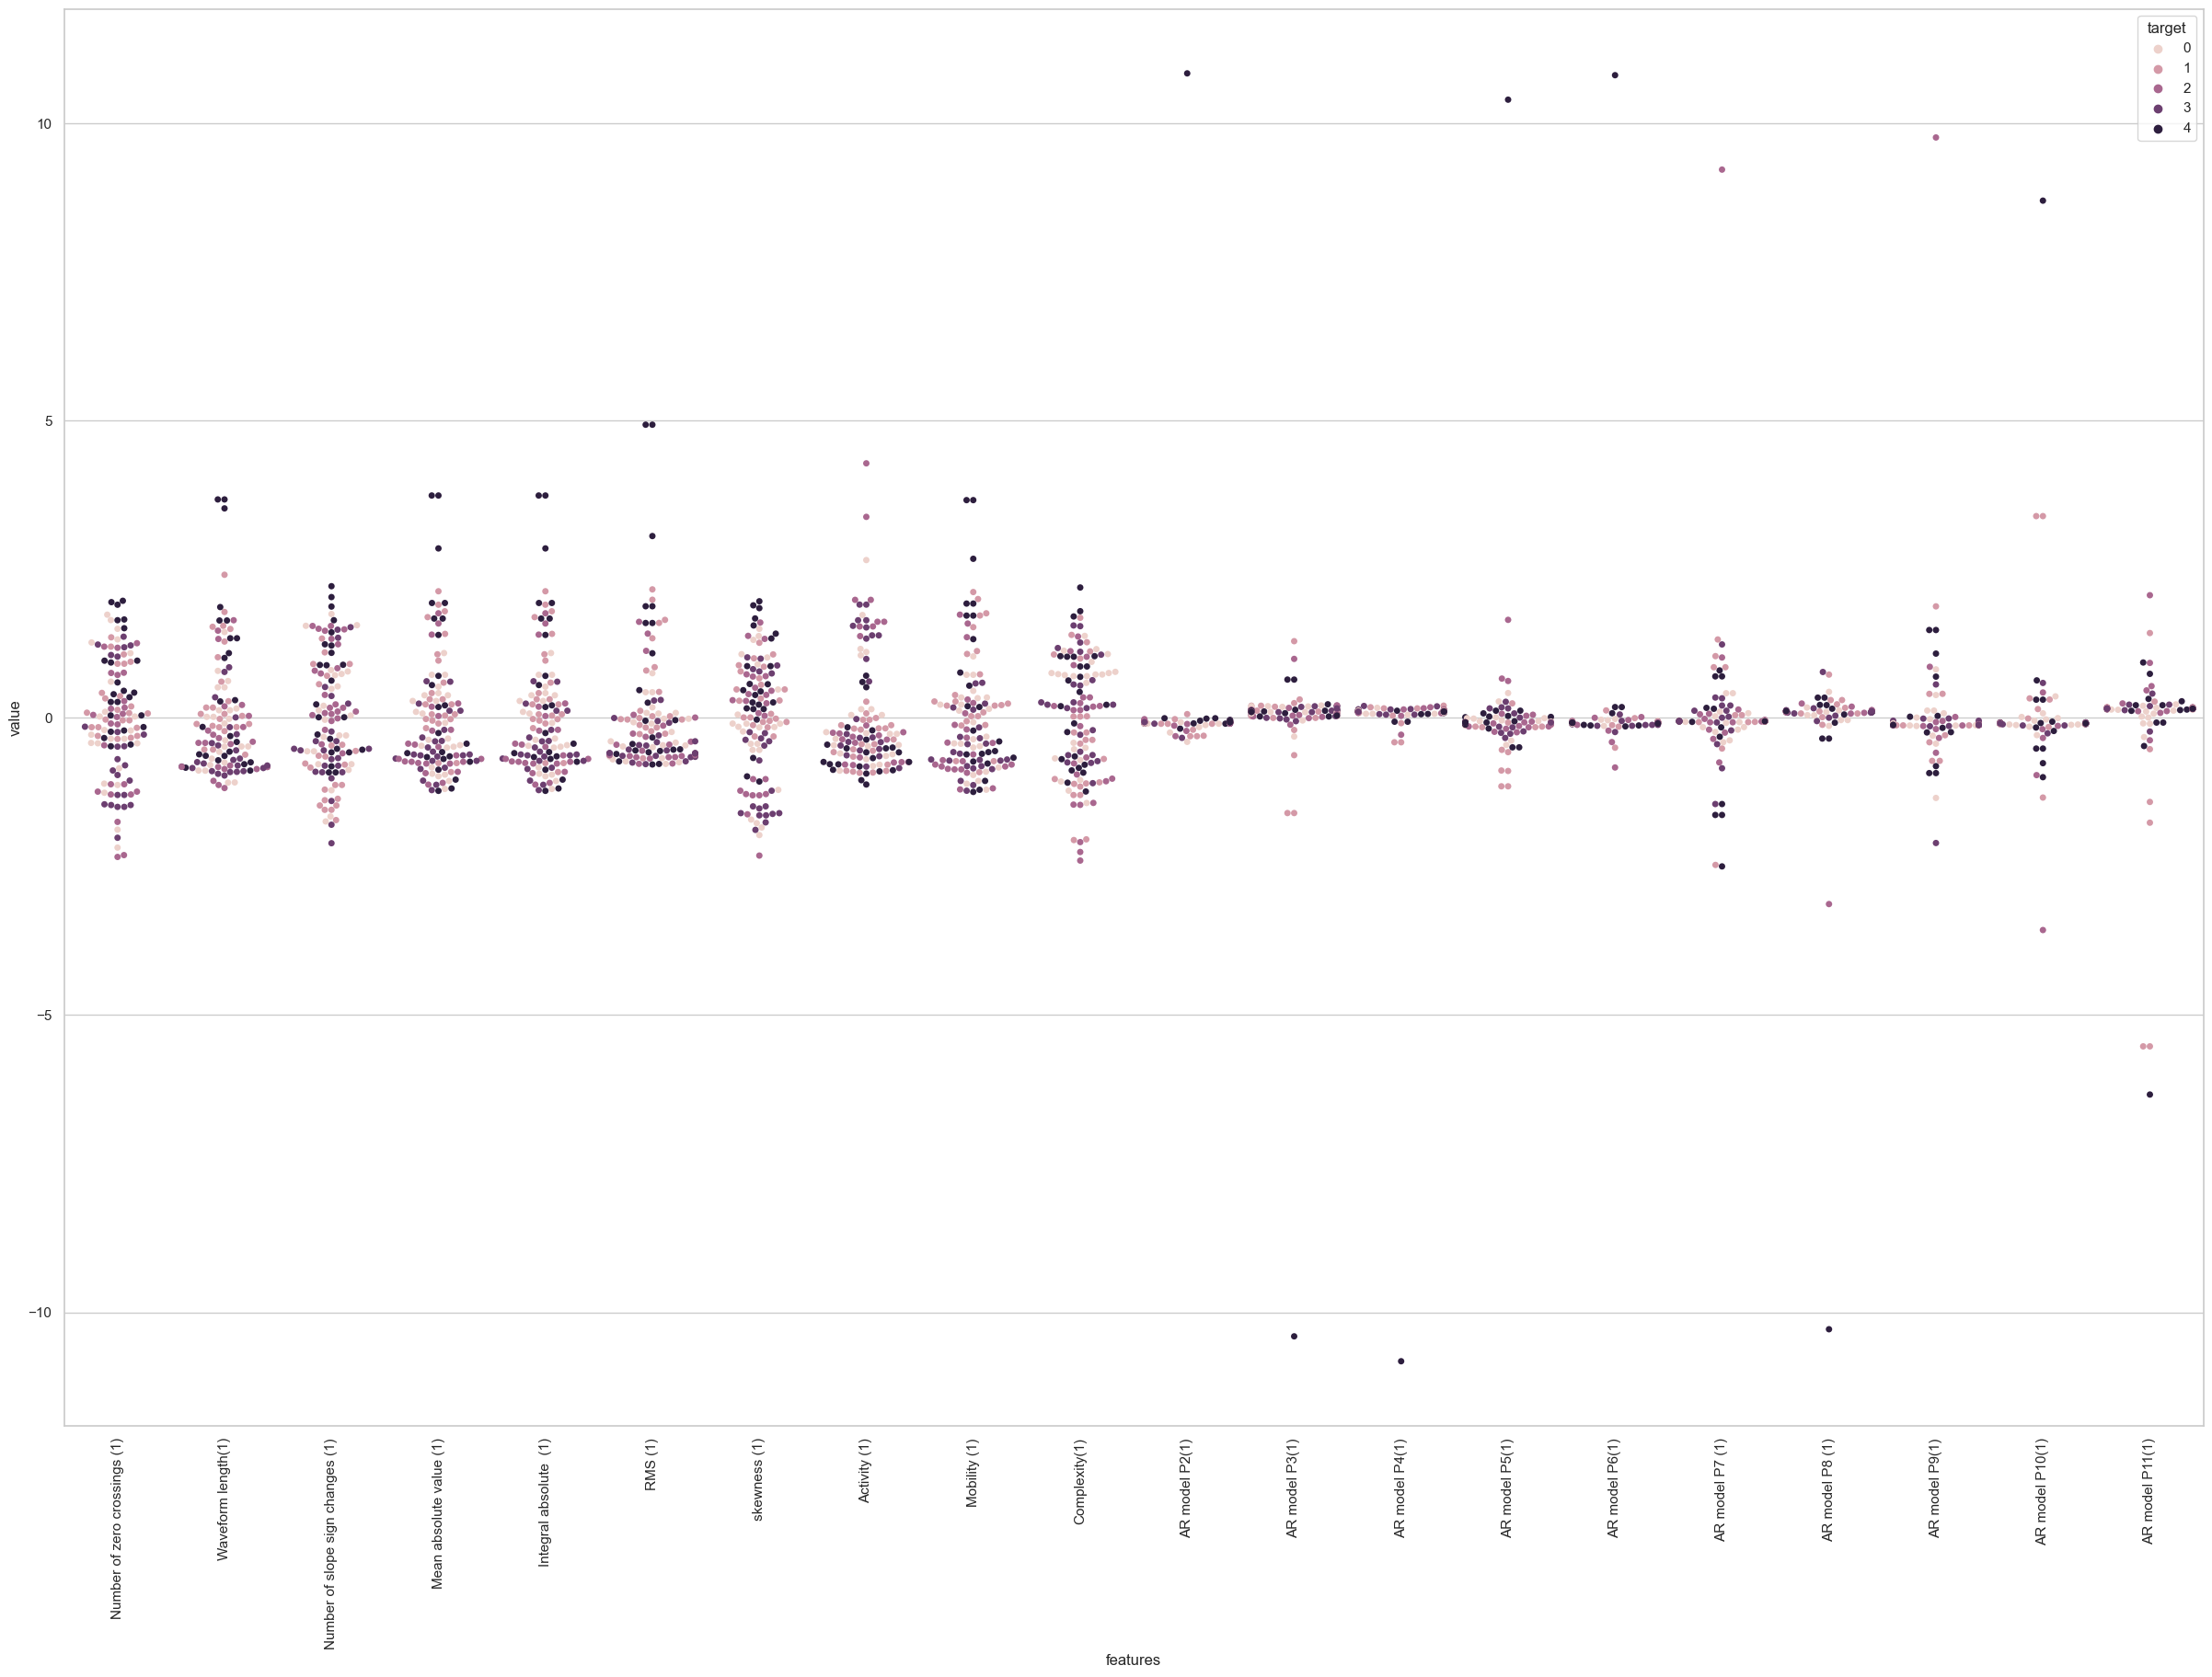 target
0
1
2
3
4
10
5
0
−5
−10
value
Number of zero crossings (1)
Waveform length(1)
Number of slope sign changes (1)
Mean absolute value (1)
Integral absolute  (1)
RMS (1)
skewness (1)
Activity (1)
Mobility (1)
Complexity(1)
AR model P2(1)
AR model P3(1)
AR model P4(1)
AR model P5(1)
AR model P6(1)
AR model P7 (1)
AR model P8 (1)
AR model P9(1)
AR model P10(1)
AR model P11(1)
features